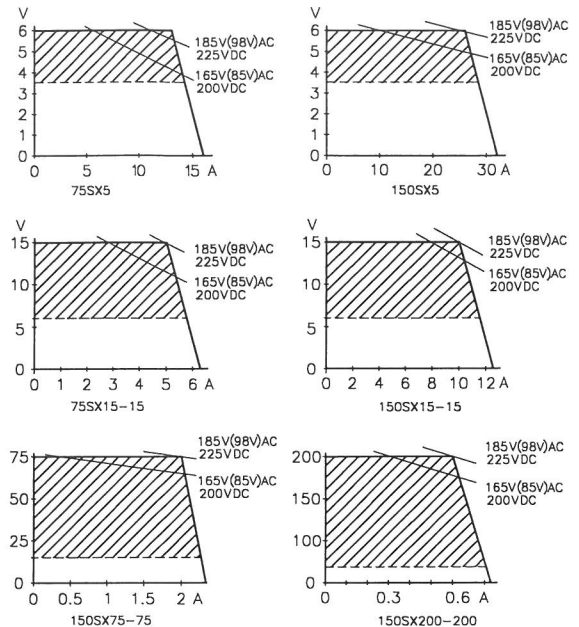 V
6
5
4
3
2
1
0
0 5 10 15 A
185V(98V)AC
225VDC
165V(85V)AC
200VDC
75SX5
V
6
5
4
3
2
1
0
0 10 20 30 A
185V(98V)AC
225VDC
165V(85V)AC
200VDC
150SX5
V
15
10
5
0
0 1 2 3 4 5 6 A
185V(98V)AC
225VDC
165V(85V)AC
200VDC
75SX15-15
15
10
5
0
0 2 4 6 8 10 12 A
185V(98V)AC
225VDC
165V(85V)AC
200VDC
150SX15-15
75
50
25
0
0 0.5 1 1.5 2 A
185V(98V)AC
225VDC
165V(85V)AC
200VDC
150SX75-75
200
100
200
100
0
0 0.3 0.6 A
185V(98V)AC
225VDC
165V(85V)AC
200VDC
150SX200-200